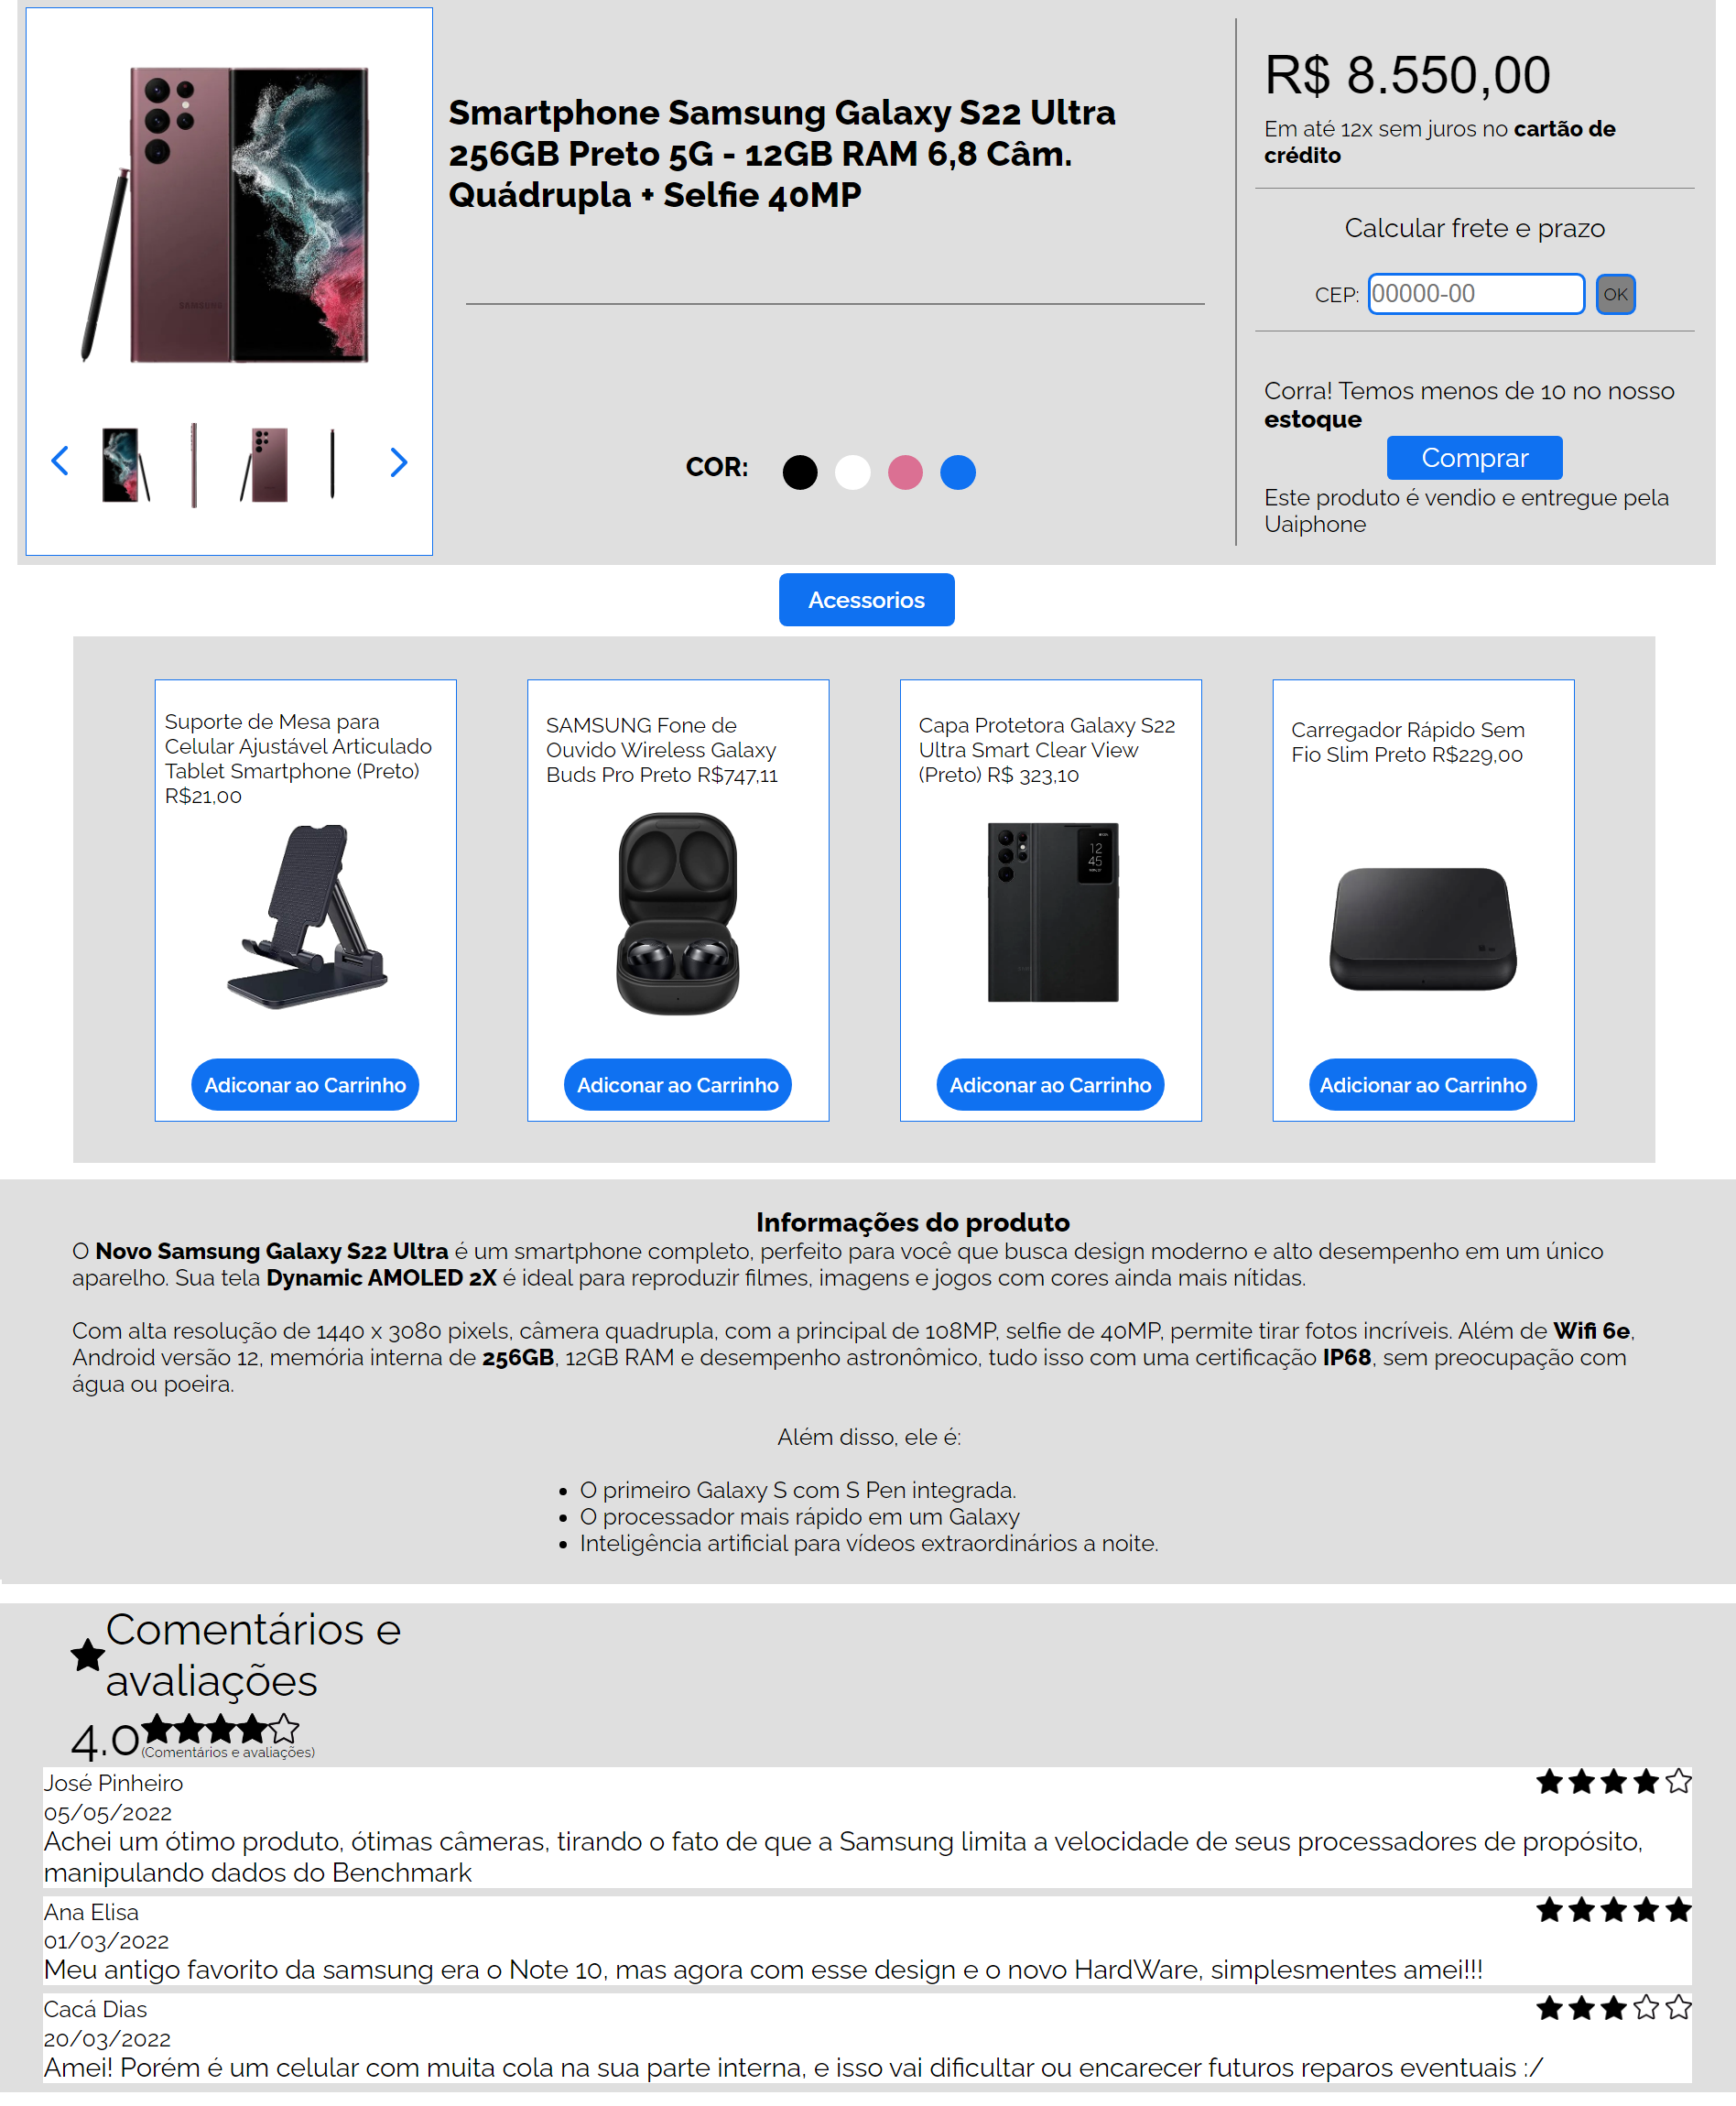 Smartphone Samsung Galaxy S22 Ultra
256GB Preto 5G - 12GB RAM 6,8 Câm.
Quádrupla + Selfie 40MP
SAMSUNG
COR:
R$ 8.550,00
Em até 12x sem juros no cartão de
crédito
Calcular frete e prazo
CEP: 00000-00 OK
Corra! Temos menos de 10 no nosso
estoque
Comprar
Este produto é vendio e entregue pela
Uaiphone
Acessorios
Suporte de Mesa para
Celular Ajustável Articulado
Tablet Smartphone (Preto)
R$21,00
Adiconar ao Carrinho
SAMSUNG Fone de
Ouvido Wireless Galaxy
Buds Pro Preto R$747,11
Adiconar ao Carrinho
Capa Protetora Galaxy S22
Ultra Smart Clear View
(Preto) R$ 323,10
12
45
Adiconar ao Carrinho
Carregador Rápido Sem
Fio Slim Preto R$229,00
Adicionar ao Carrinho
Informações do produto
O Novo Samsung Galaxy S22 Ultra é um smartphone completo, perfeito para você que busca design moderno e alto desempenho em um único
aparelho. Sua tela Dynamic AMOLED 2X é ideal para reproduzir filmes, imagens e jogos com cores ainda mais nítidas.
Com alta resolução de 1440 x 3080 pixels, câmera quadrupla, com a principal de 108MP, selfie de 40MP, permite tirar fotos incríveis. Além de Wifi 6e,
Android versão 12, memória interna de 256GB, 12GB RAM e desempenho astronômico, tudo isso com uma certificação IP68, sem preocupação com
água ou poeira.
Além disso, ele é:
• O primeiro Galaxy S com S Pen integrada.
• O processador mais rápido em um Galaxy
• Inteligência artificial para vídeos extraordinários a noite.
Comentários e
avaliações
4.0
(Comentários e avaliações)
José Pinheiro
05/05/2022
Achei um ótimo produto, ótimas câmeras, tirando o fato de que a Samsung limita a velocidade de seus processadores de propósito,
manipulando dados do Benchmark
Ana Elisa
01/03/2022
Meu antigo favorito da samsung era o Note 10, mas agora com esse design e o novo HardWare, simplesmentes amei!!!
Cacá Dias
20/03/2022
Amei! Porém é um celular com muita cola na sua parte interna, e isso vai dificultar ou encarecer futuros reparos eventuais :/